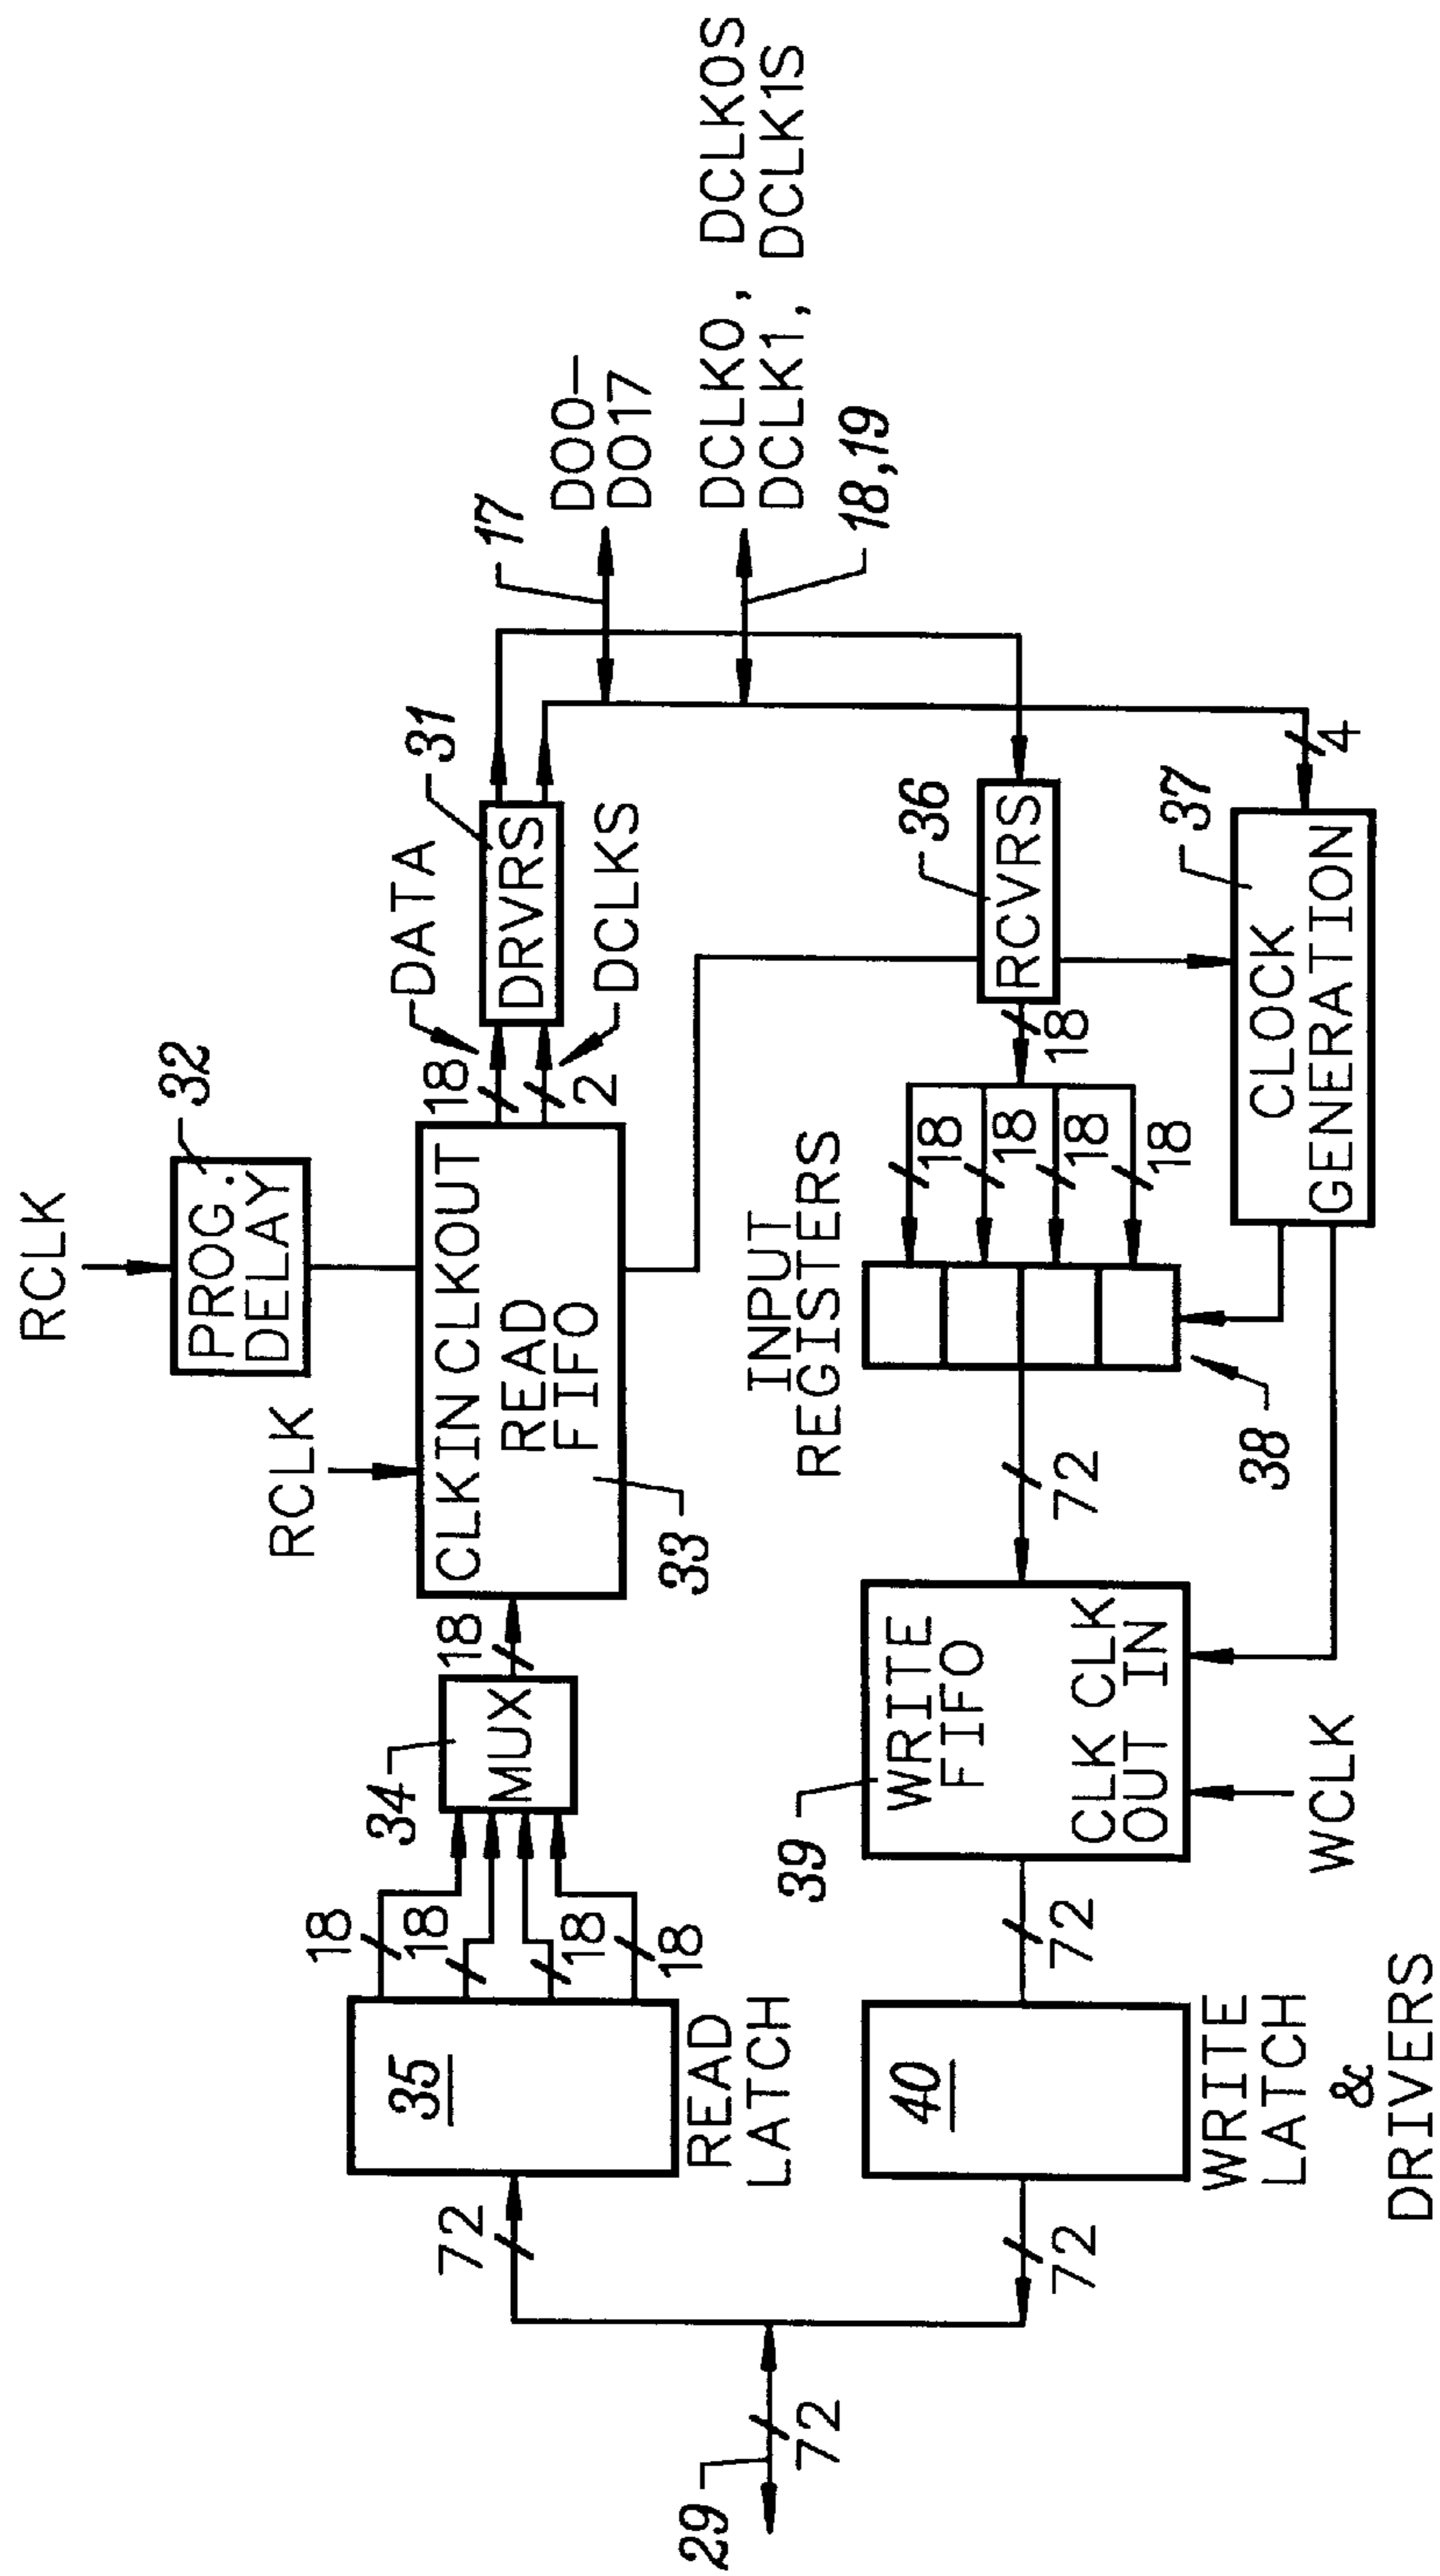 RCLK
32
PROG.
DELAY
RCLK
34
18
18
18
18
35
READ
LATCH
72
MUX
18
CLKIN CLKOUT
READ
FIFO
33
DATA
18
2
DCLKS
31
DRVRS
17
DO0–
DO17
DCLK0, DCLK0S
DCLK1, DCLK1S
18,19
29
72
INPUT
REGISTERS
36
RCVRS
18
18
18
18
18
37
4
CLOCK
GENERATION
38
72
39
WRITE
FIFO
CLK CLK
OUT IN
WCLK
72
40
WRITE
LATCH
&
DRIVERS
72